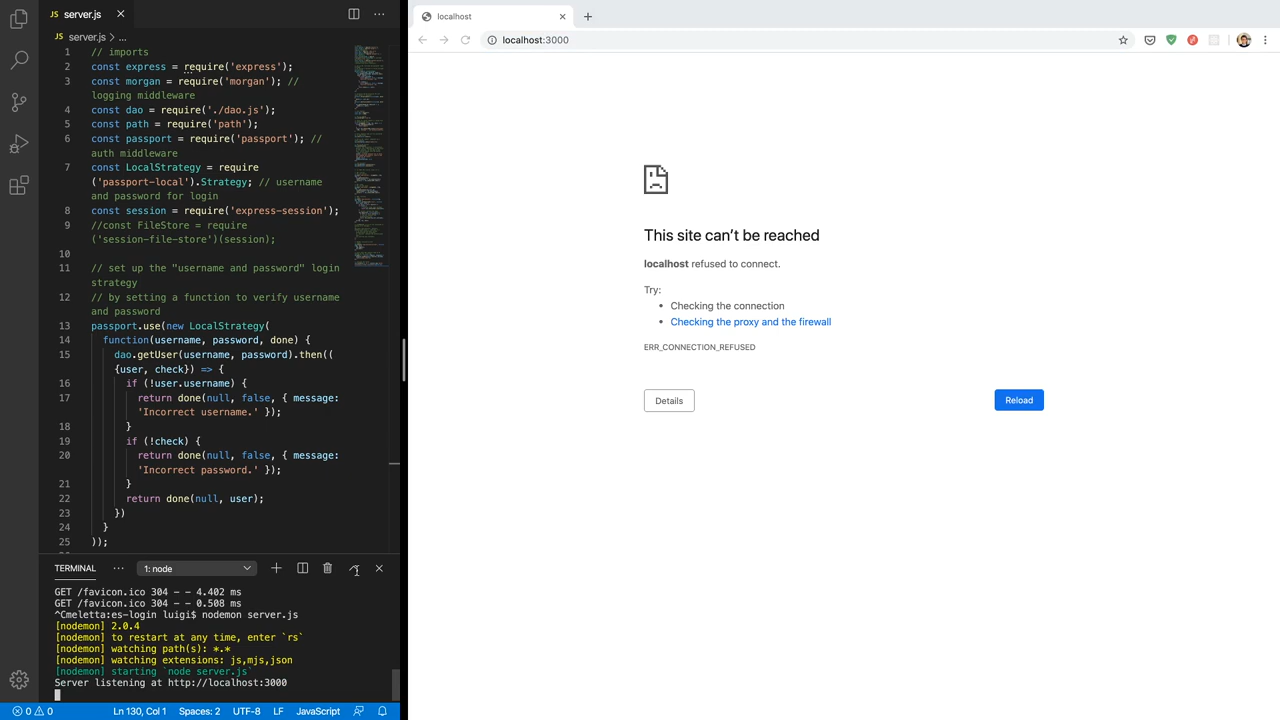 server.js
server.js > ...
1 // imports
2 const express = require('express');
3 const morgan = require('morgan'); //
logging middleware
4 const dao = require('./dao.js');
5 const path = require('path');
6 const passport = require('passport'); //
auth middleware
7 const LocalStrategy = require
('passport-local').Strategy; // username
and password for login
8 const session = require('express-session');
9 //const FileStore = require
('session-file-store')(session);
10
11 // set up the "username and password" login
strategy
12 // by setting a function to verify username
and password
13 passport.use(new LocalStrategy(
14 function(username, password, done) {
15 dao.getUser(username, password).then((
{user, check}) => {
16 if (!user.username) {
17 return done(null, false, { message:
'Incorrect username.' });
18 }
19 if (!check) {
20 return done(null, false, { message:
'Incorrect password.' });
21 }
22 return done(null, user);
23 })
24 }
25 ));
TERMINAL ... 1: node
GET /favicon.ico 304 - - 4.402 ms
GET /favicon.ico 304 - - 0.508 ms
^Cmeletta:es-login luigi$ nodemon server.js
[nodemon] 2.0.4
[nodemon] to restart at any time, enter `rs`
[nodemon] watching path(s): *.*
[nodemon] watching extensions: js,mjs,json
[nodemon] starting `node server.js`
Server listening at http://localhost:3000
0 0 Ln 130, Col 1 Spaces: 2 UTF-8 LF JavaScript
localhost
localhost:3000
This site can’t be reached
localhost refused to connect.
Try:
• Checking the connection
• Checking the proxy and the firewall
ERR_CONNECTION_REFUSED
Details
Reload